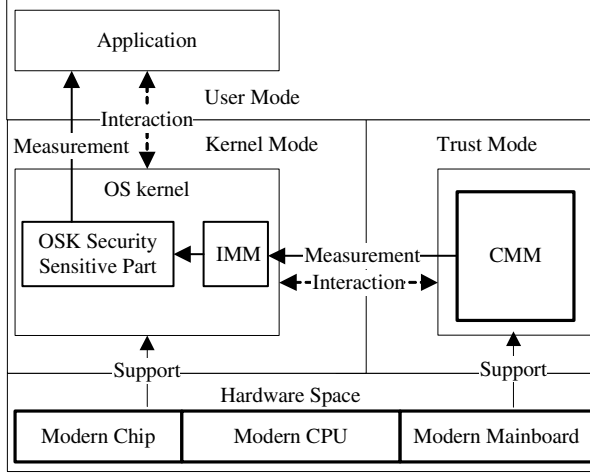 Application
User Mode
Interaction
Measurement
Kernel Mode
Trust Mode
OS kernel
OSK Security
Sensitive Part
IMM
Measurement
CMM
Interaction
Support
Support
Hardware Space
Modern Chip
Modern CPU
Modern Mainboard